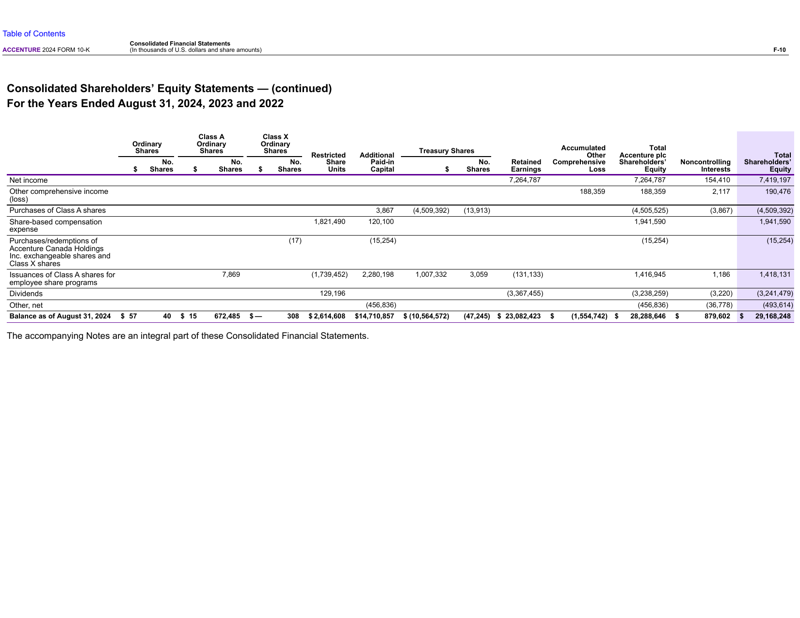 Table of Contents
ACCENTURE 2024 FORM 10-K
Consolidated Financial Statements
(In thousands of U.S. dollars and share amounts)
F-10
Consolidated Shareholders' Equity Statements — (continued)
For the Years Ended August 31, 2024, 2023 and 2022
Ordinary Shares Class A Ordinary Shares Class X Ordinary Shares Restricted Share Units Additional Paid-in Capital Treasury Shares Retained Earnings Accumulated Other Comprehensive Loss Total Accenture plc Shareholders' Equity Noncontrolling Interests Total Shareholders' Equity
$ No. Shares $ No. Shares $ No. Shares $ No. Shares
Net income 7,264,787 7,264,787 154,410 7,419,197
Other comprehensive income (loss) 188,359 188,359 2,117 190,476
Purchases of Class A shares 3,867 (4,509,392) (13,913) (4,505,525) (3,867) (4,509,392)
Share-based compensation expense 1,821,490 120,100 1,941,590 1,941,590
Purchases/redemptions of Accenture Canada Holdings Inc. exchangeable shares and Class X shares (17) (15,254) (15,254) (15,254)
Issuances of Class A shares for employee share programs 7,869 (1,739,452) 2,280,198 1,007,332 3,059 (131,133) 1,416,945 1,186 1,418,131
Dividends 129,196 (3,367,455) (3,238,259) (3,220) (3,241,479)
Other, net (456,836) (456,836) (36,778) (493,614)
Balance as of August 31, 2024 $ 57 40 $ 15 672,485 $ — 308 $ 2,614,608 $14,710,857 $ (10,564,572) (47,245) $ 23,082,423 $ (1,554,742) $ 28,288,646 $ 879,602 $ 29,168,248
The accompanying Notes are an integral part of these Consolidated Financial Statements.